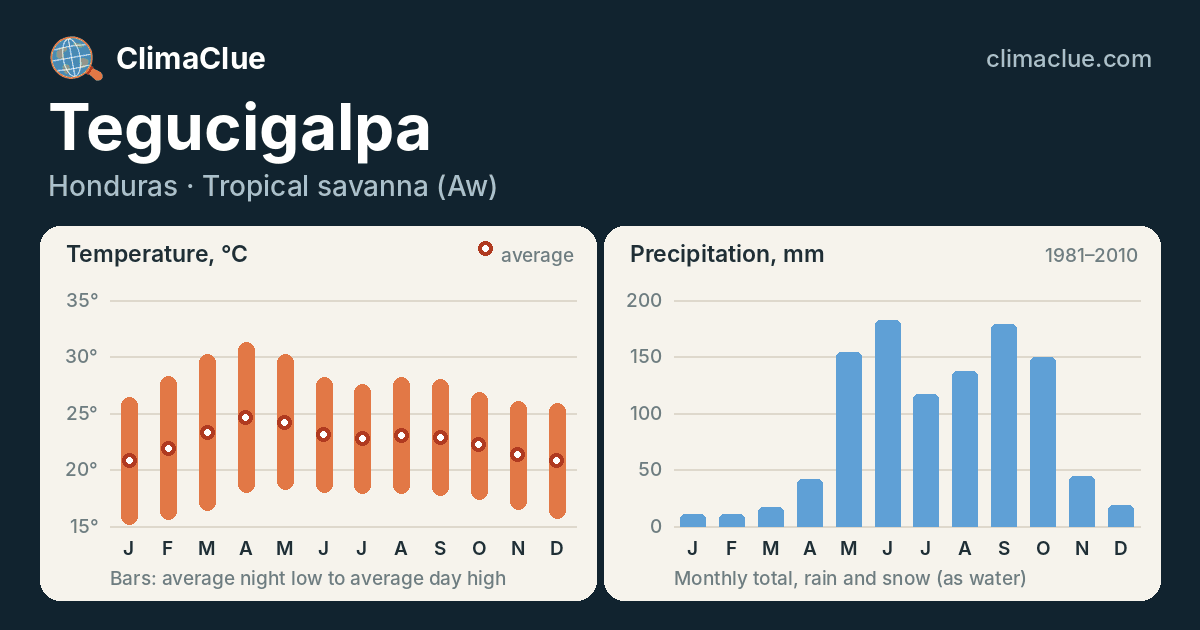 ClimaClue
climaclue.com
Tegucigalpa
Honduras · Tropical savanna (Aw)
Temperature, °C
average
35°
30°
25°
20°
15°
J F M A M J J A S O N D
Bars: average night low to average day high
Precipitation, mm
1981–2010
200
150
100
50
0
J F M A M J J A S O N D
Monthly total, rain and snow (as water)